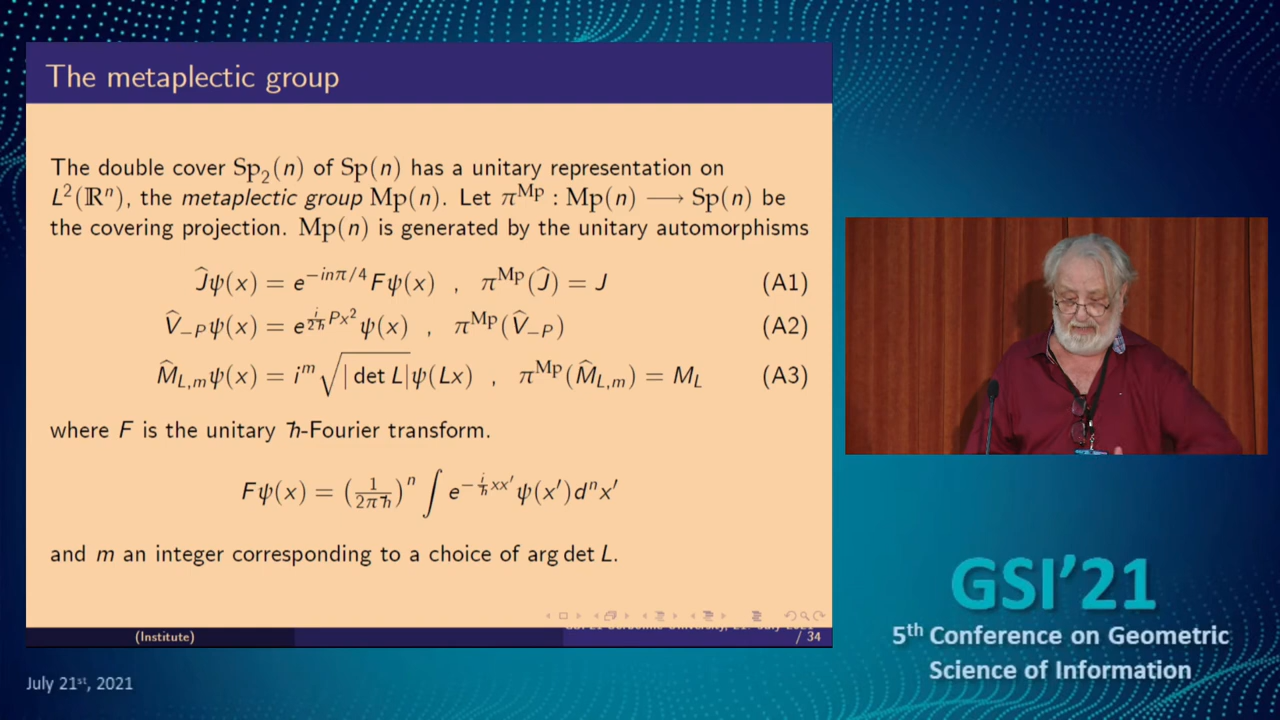 The metaplectic group
The double cover Sp₂(n) of Sp(n) has a unitary representation on
L²(ℝⁿ), the metaplectic group Mp(n). Let π^Mp : Mp(n) ⟶ Sp(n) be
the covering projection. Mp(n) is generated by the unitary automorphisms
Ĵψ(x) = e^{−inπ/4} Fψ(x) , π^Mp(Ĵ) = J (A1)
V̂_{−P}ψ(x) = e^{\frac{i}{2ħ}Px²} ψ(x) , π^Mp(V̂_{−P}) (A2)
M̂_{L,m}ψ(x) = i^m √|det L| ψ(Lx) , π^Mp(M̂_{L,m}) = M_L (A3)
where F is the unitary ħ-Fourier transform.
Fψ(x) = (\frac{1}{2πħ})ⁿ ∫ e^{−\frac{i}{ħ}xx′} ψ(x′)dⁿx′
and m an integer corresponding to a choice of arg det L.
(Institute)
/ 34
GSI'21
5th Conference on Geometric
Science of Information
July 21st, 2021